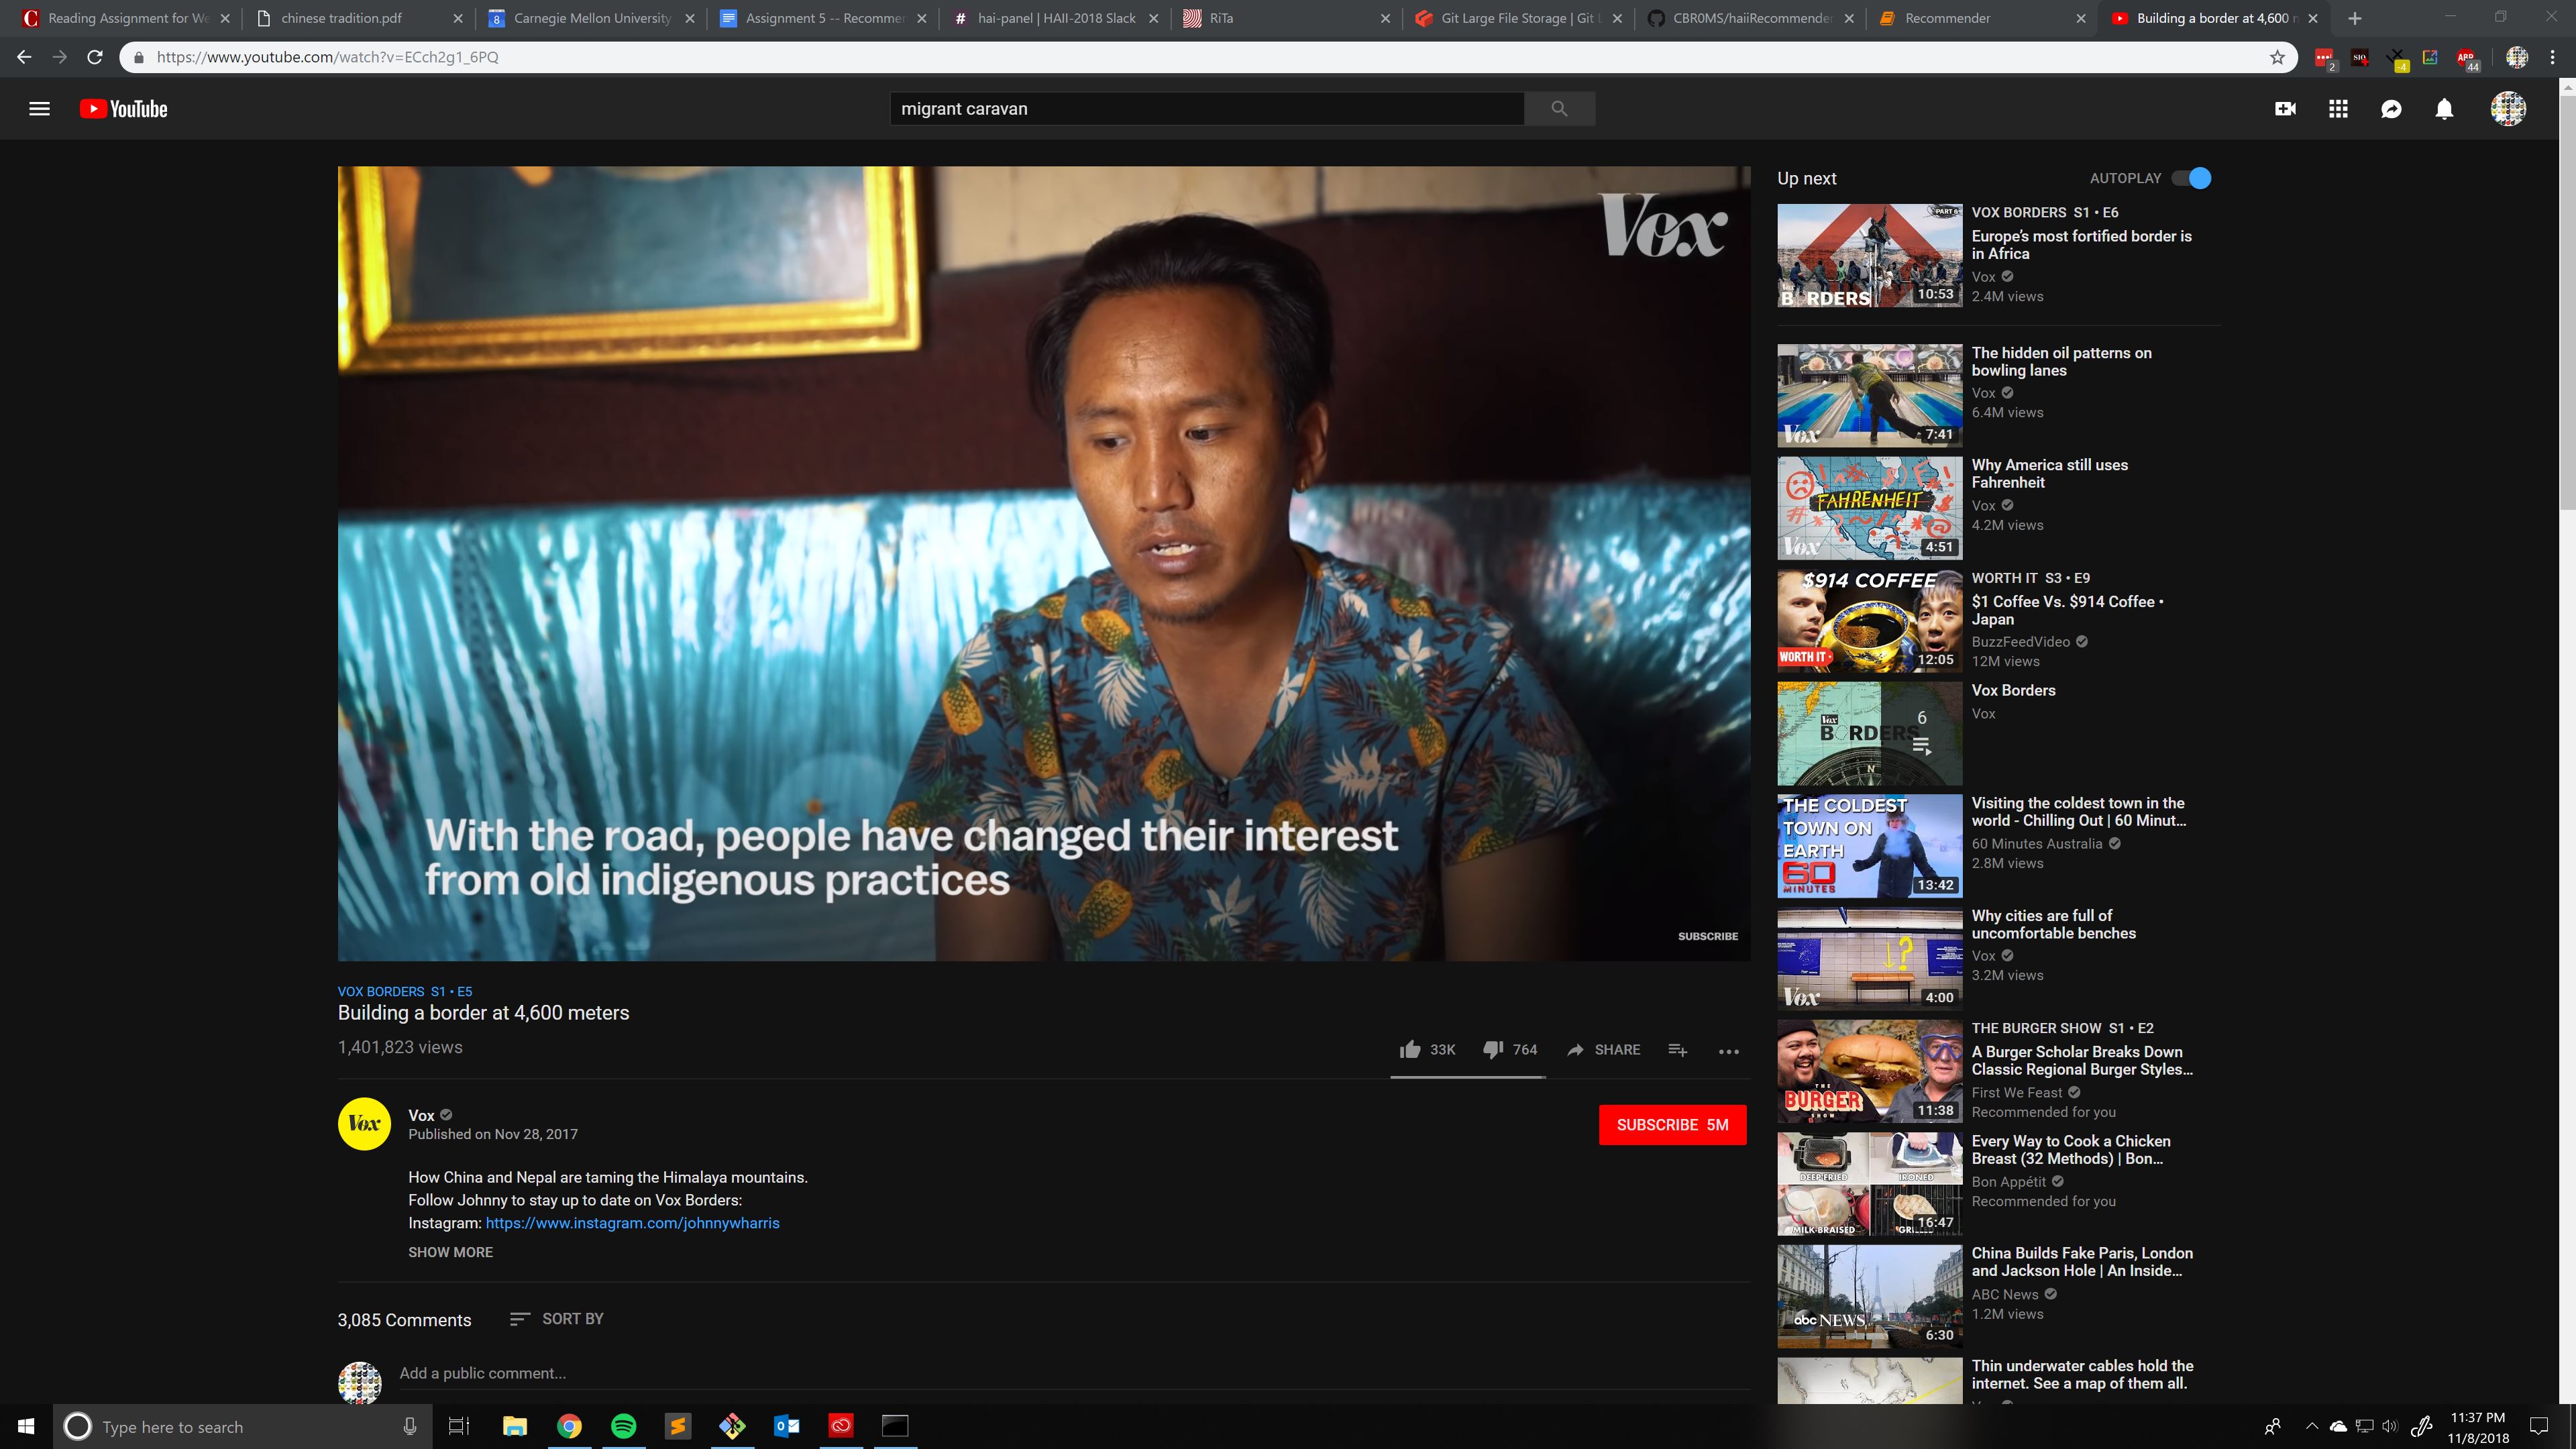 Reading Assignment for We
chinese tradition.pdf
Carnegie Mellon University
Assignment 5 -- Recommen
hai-panel | HAII-2018 Slack
RiTa
Git Large File Storage | Git L
CBR0MS/haiiRecommender
Recommender
Building a border at 4,600 m
https://www.youtube.com/watch?v=ECch2g1_6PQ
2
-4
ABP
44
YouTube
migrant caravan
Vox
With the road, people have changed their interest
from old indigenous practices
SUBSCRIBE
VOX BORDERS S1 • E5
Building a border at 4,600 meters
1,401,823 views
33K
764
SHARE
Vox
Vox
Published on Nov 28, 2017
SUBSCRIBE 5M
How China and Nepal are taming the Himalaya mountains.
Follow Johnny to stay up to date on Vox Borders:
Instagram: https://www.instagram.com/johnnywharris
SHOW MORE
3,085 Comments
SORT BY
Add a public comment...
Up next
AUTOPLAY
PART 6
B RDERS
10:53
VOX BORDERS S1 • E6
Europe's most fortified border is
in Africa
Vox
2.4M views
Vox
7:41
The hidden oil patterns on
bowling lanes
Vox
6.4M views
FAHRENHEIT
Vox
4:51
Why America still uses
Fahrenheit
Vox
4.2M views
$914 COFFEE
WORTH IT
12:05
WORTH IT S3 • E9
$1 Coffee Vs. $914 Coffee •
Japan
BuzzFeedVideo
12M views
Vox
B RDERS
6
N
Vox Borders
Vox
THE COLDEST
TOWN ON
EARTH
60
MINUTES
13:42
Visiting the coldest town in the
world - Chilling Out | 60 Minut...
60 Minutes Australia
2.8M views
?
Vox
4:00
Why cities are full of
uncomfortable benches
Vox
3.2M views
THE
BURGER
SHOW
11:38
THE BURGER SHOW S1 • E2
A Burger Scholar Breaks Down
Classic Regional Burger Styles...
First We Feast
Recommended for you
DEEP-FRIED
IRONED
MILK-BRAISED
16:47
Every Way to Cook a Chicken
Breast (32 Methods) | Bon...
Bon Appétit
Recommended for you
abc NEWS
6:30
China Builds Fake Paris, London
and Jackson Hole | An Inside...
ABC News
1.2M views
Thin underwater cables hold the
internet. See a map of them all.
Type here to search
11:37 PM
11/8/2018